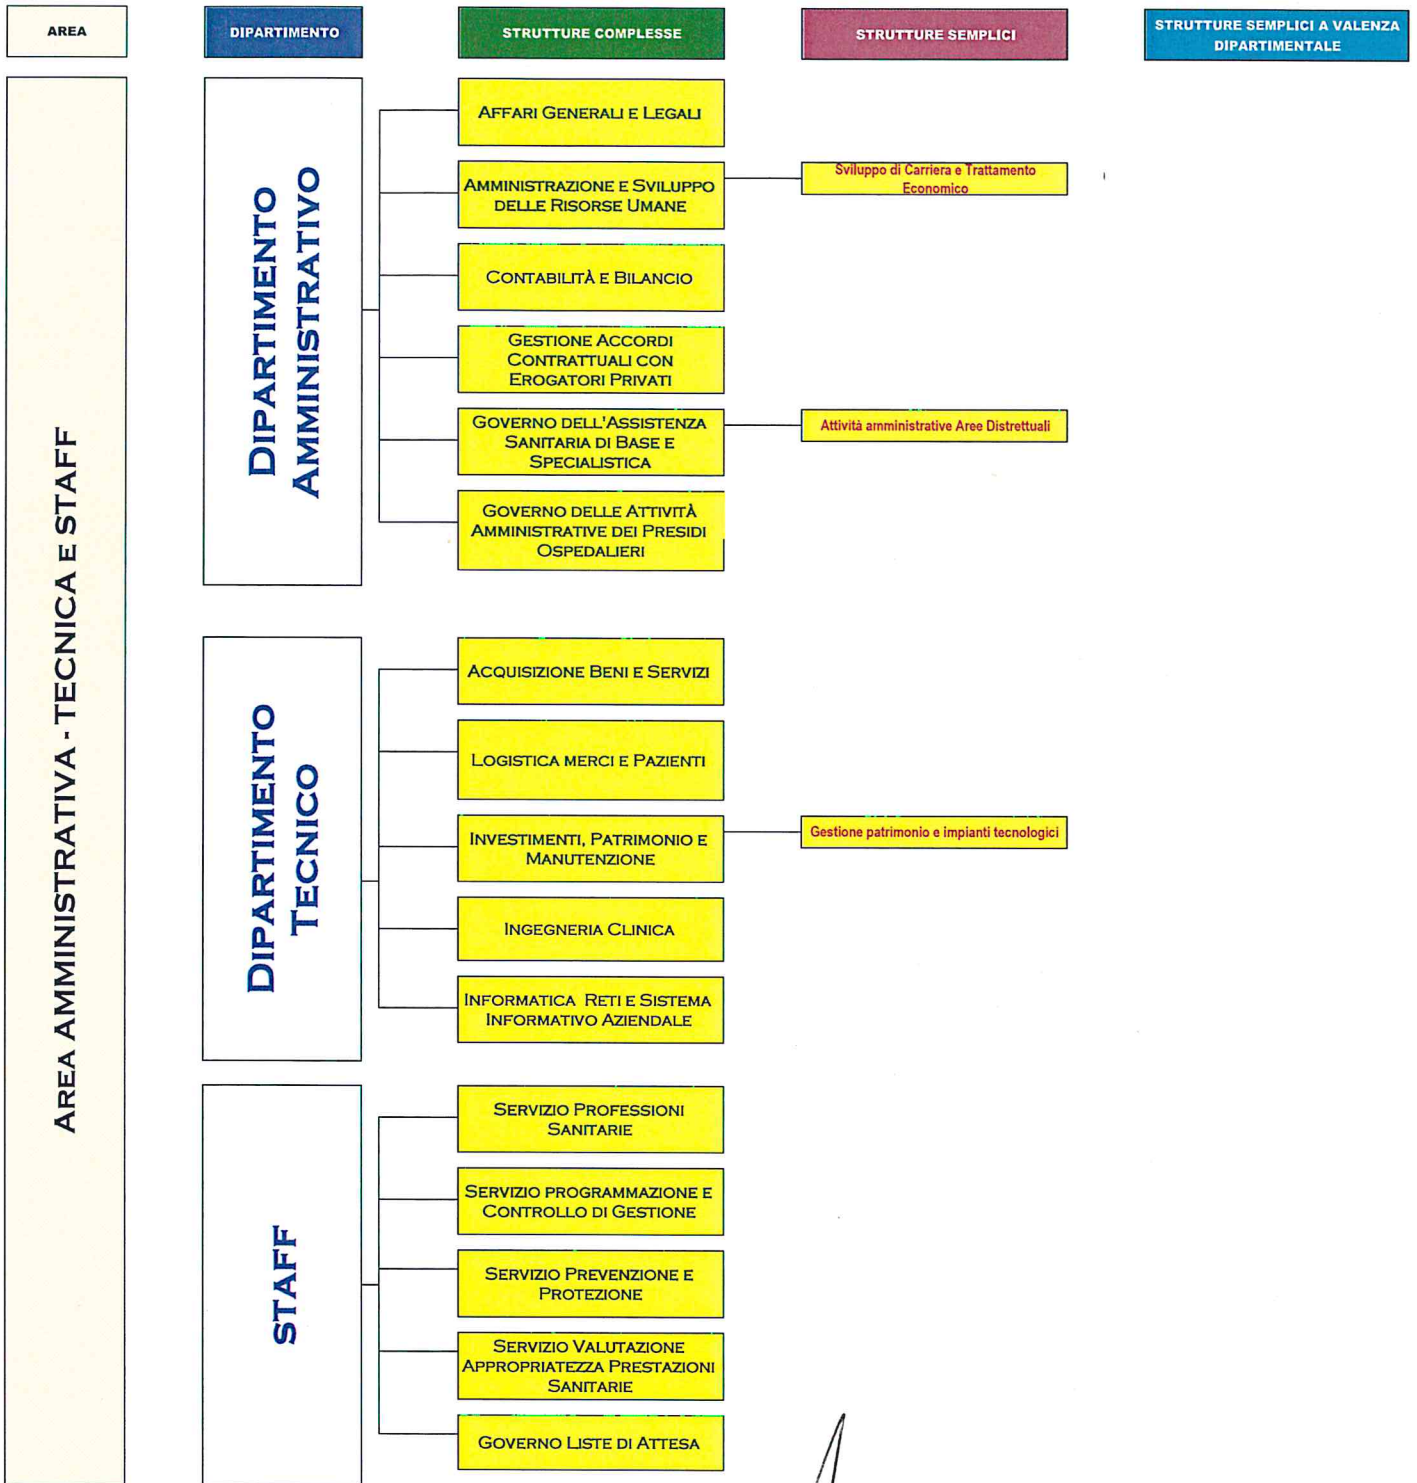 AREA
DIPARTIMENTO
STRUTTURE COMPLESSE
STRUTTURE SEMPLICI
STRUTTURE SEMPLICI A VALENZA
DIPARTIMENTALE
AREA AMMINISTRATIVA - TECNICA E STAFF
DIPARTIMENTO
AMMINISTRATIVO
AFFARI GENERALI E LEGALI
AMMINISTRAZIONE E SVILUPPO
DELLE RISORSE UMANE
Sviluppo di Carriera e Trattamento
Economico
CONTABILITÀ E BILANCIO
GESTIONE ACCORDI
CONTRATTUALI CON
EROGATORI PRIVATI
GOVERNO DELL'ASSISTENZA
SANITARIA DI BASE E
SPECIALISTICA
Attività amministrative Aree Distrettuali
GOVERNO DELLE ATTIVITÀ
AMMINISTRATIVE DEI PRESIDI
OSPEDALIERI
DIPARTIMENTO
TECNICO
ACQUISIZIONE BENI E SERVIZI
LOGISTICA MERCI E PAZIENTI
INVESTIMENTI, PATRIMONIO E
MANUTENZIONE
Gestione patrimonio e impianti tecnologici
INGEGNERIA CLINICA
INFORMATICA RETI E SISTEMA
INFORMATIVO AZIENDALE
STAFF
SERVIZIO PROFESSIONI
SANITARIE
SERVIZIO PROGRAMMAZIONE E
CONTROLLO DI GESTIONE
SERVIZIO PREVENZIONE E
PROTEZIONE
SERVIZIO VALUTAZIONE
APPROPRIATEZZA PRESTAZIONI
SANITARIE
GOVERNO LISTE DI ATTESA